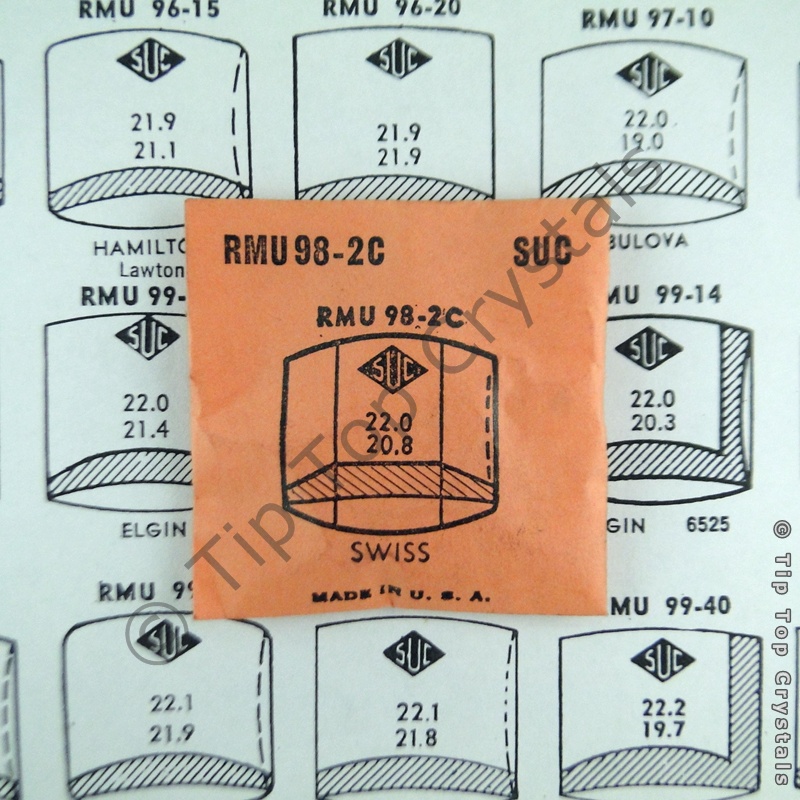 RMU 96-15
RMU 96-20
RMU 97-10
SUC
SUC
SUC
21.9
21.1
21.9
21.9
22.0
19.0
HAMILTO
Lawton
BULOVA
RMU 99-
MU 99-14
SUC
SUC
22.0
21.4
22.0
20.3
ELGIN
GIN 6525
RMU98-2C SUC
RMU 98-2C
SUC
22.0
20.8
SWISS
MADE IN U. S. A.
RMU 99
MU 99-40
SUC
SUC
SUC
22.1
21.9
22.1
21.8
22.2
19.7
© Tip Top Crystals
© Tip Top Crystals